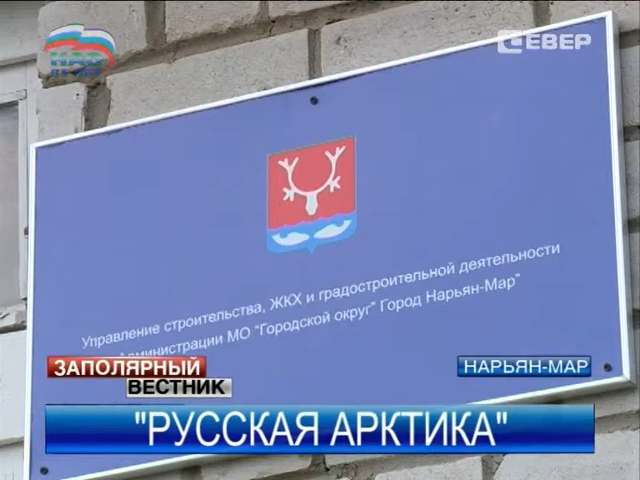 СЕВЕР
НАО
Управление строительства, ЖКХ и градостроительной деятельности
Администрации МО "Городской округ" Город Нарьян-Мар"
ЗАПОЛЯРНЫЙ
ВЕСТНИК
НАРЬЯН-МАР
"РУССКАЯ АРКТИКА"